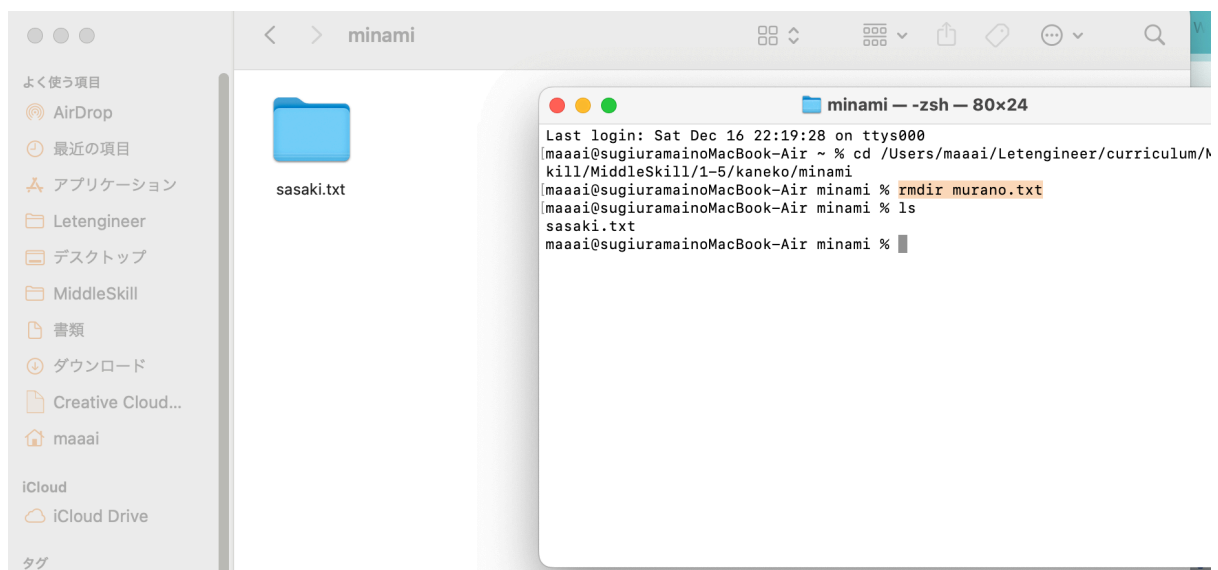 minami
よく使う項目
AirDrop
最近の項目
アプリケーション
Letengineer
デスクトップ
MiddleSkill
書類
ダウンロード
Creative Cloud...
maaai
iCloud
iCloud Drive
タグ
sasaki.txt
minami — -zsh — 80×24
Last login: Sat Dec 16 22:19:28 on ttys000
[maaai@sugiuramainoMacBook-Air ~ % cd /Users/maaai/Letengineer/curriculum/M
kill/MiddleSkill/1-5/kaneko/minami
[maaai@sugiuramainoMacBook-Air minami % rmdir murano.txt
[maaai@sugiuramainoMacBook-Air minami % ls
sasaki.txt
maaai@sugiuramainoMacBook-Air minami %